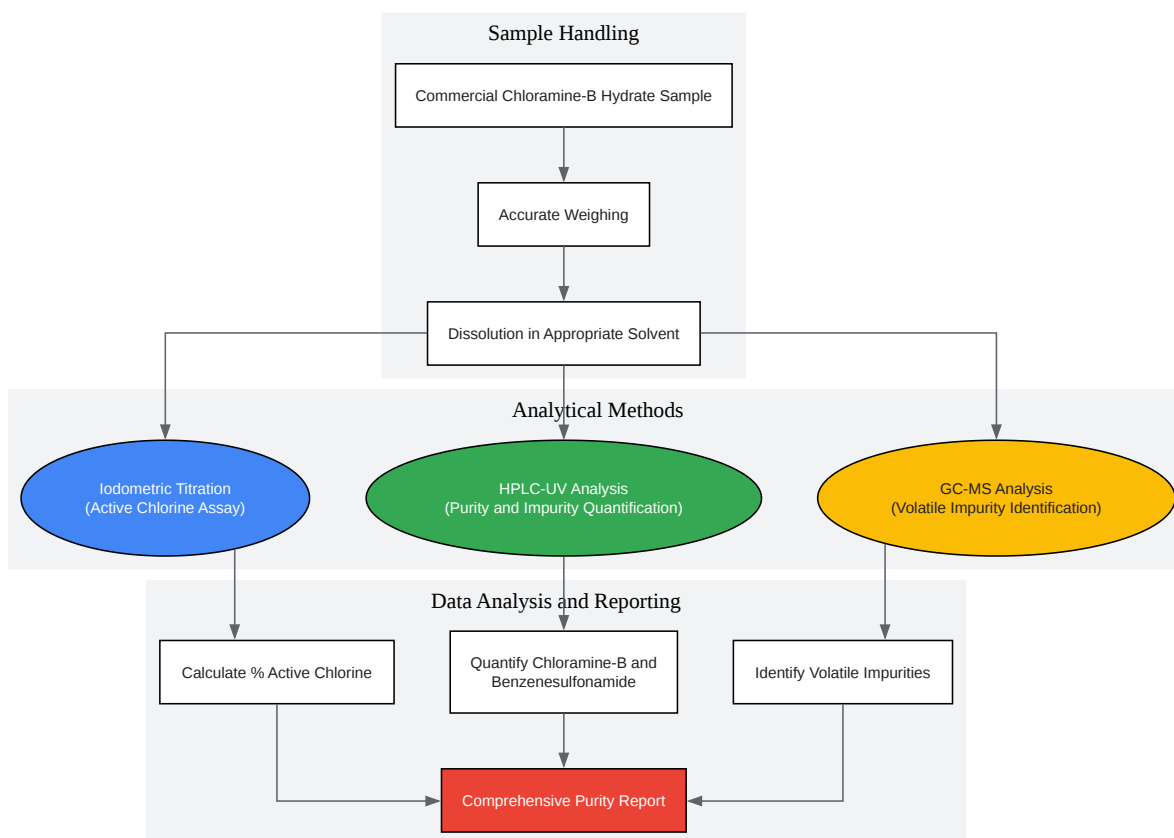 Sample Handling
Commercial Chloramine-B Hydrate Sample
Accurate Weighing
Dissolution in Appropriate Solvent
Analytical Methods
Iodometric Titration
(Active Chlorine Assay)
HPLC-UV Analysis
(Purity and Impurity Quantification)
GC-MS Analysis
(Volatile Impurity Identification)
Data Analysis and Reporting
Calculate % Active Chlorine
Quantify Chloramine-B and
Benzenesulfonamide
Identify Volatile Impurities
Comprehensive Purity Report